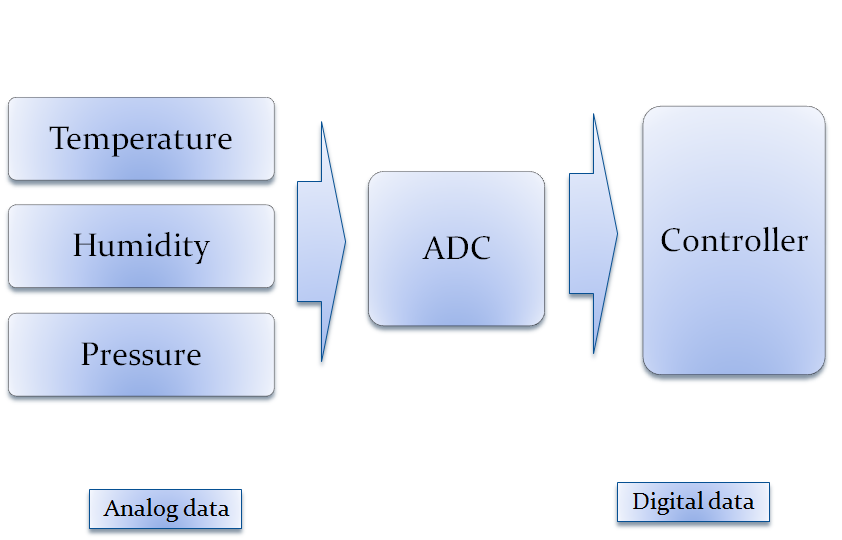 Temperature
Humidity
Pressure
ADC
Controller
Analog data
Digital data